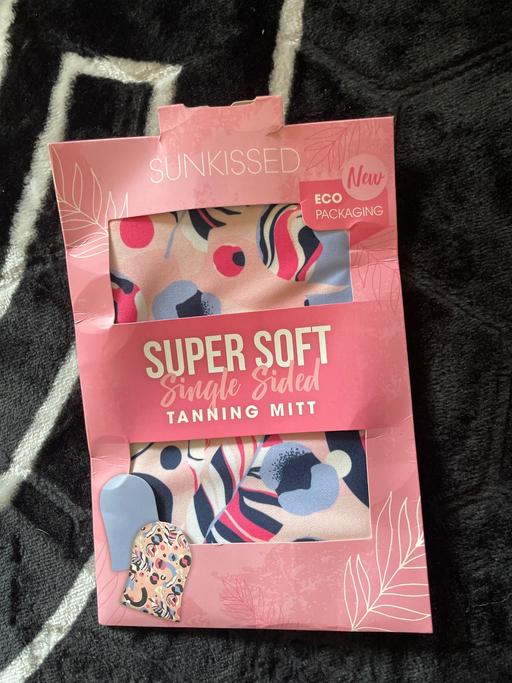 SUNKISSED
New
ECO
PACKAGING
SUPER SOFT
Single Sided
TANNING MITT